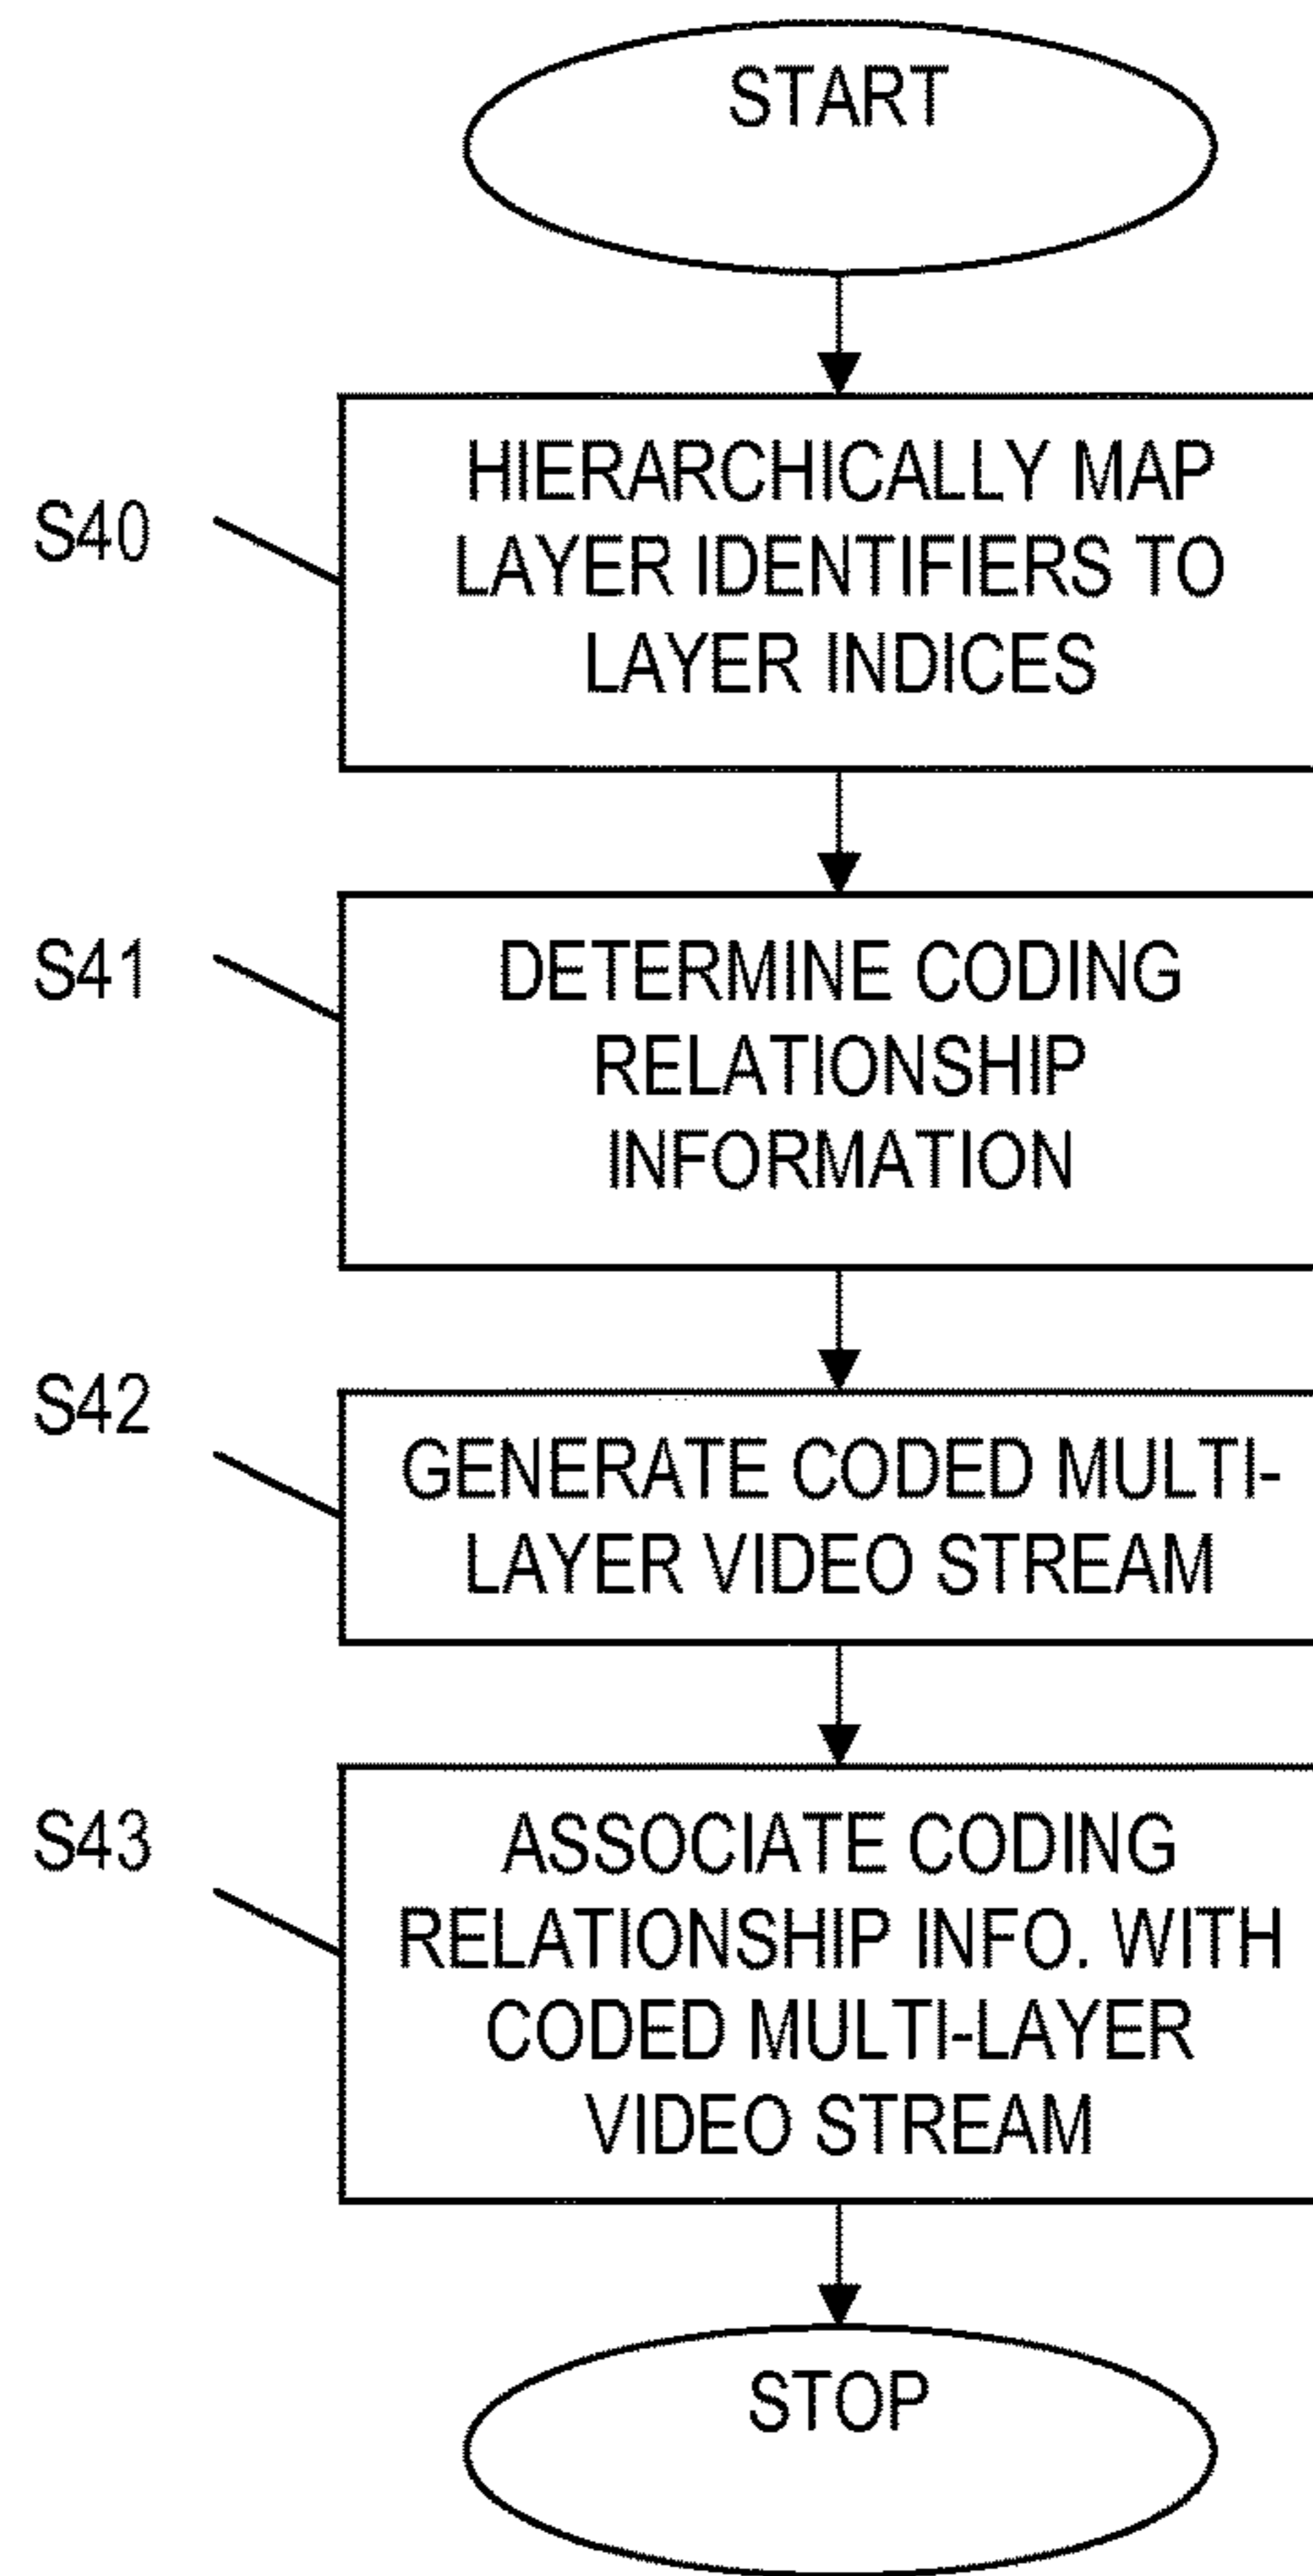 START
S40
HIERARCHICALLY MAP
LAYER IDENTIFIERS TO
LAYER INDICES
S41
DETERMINE CODING
RELATIONSHIP
INFORMATION
S42
GENERATE CODED MULTI-
LAYER VIDEO STREAM
S43
ASSOCIATE CODING
RELATIONSHIP INFO. WITH
CODED MULTI-LAYER
VIDEO STREAM
STOP